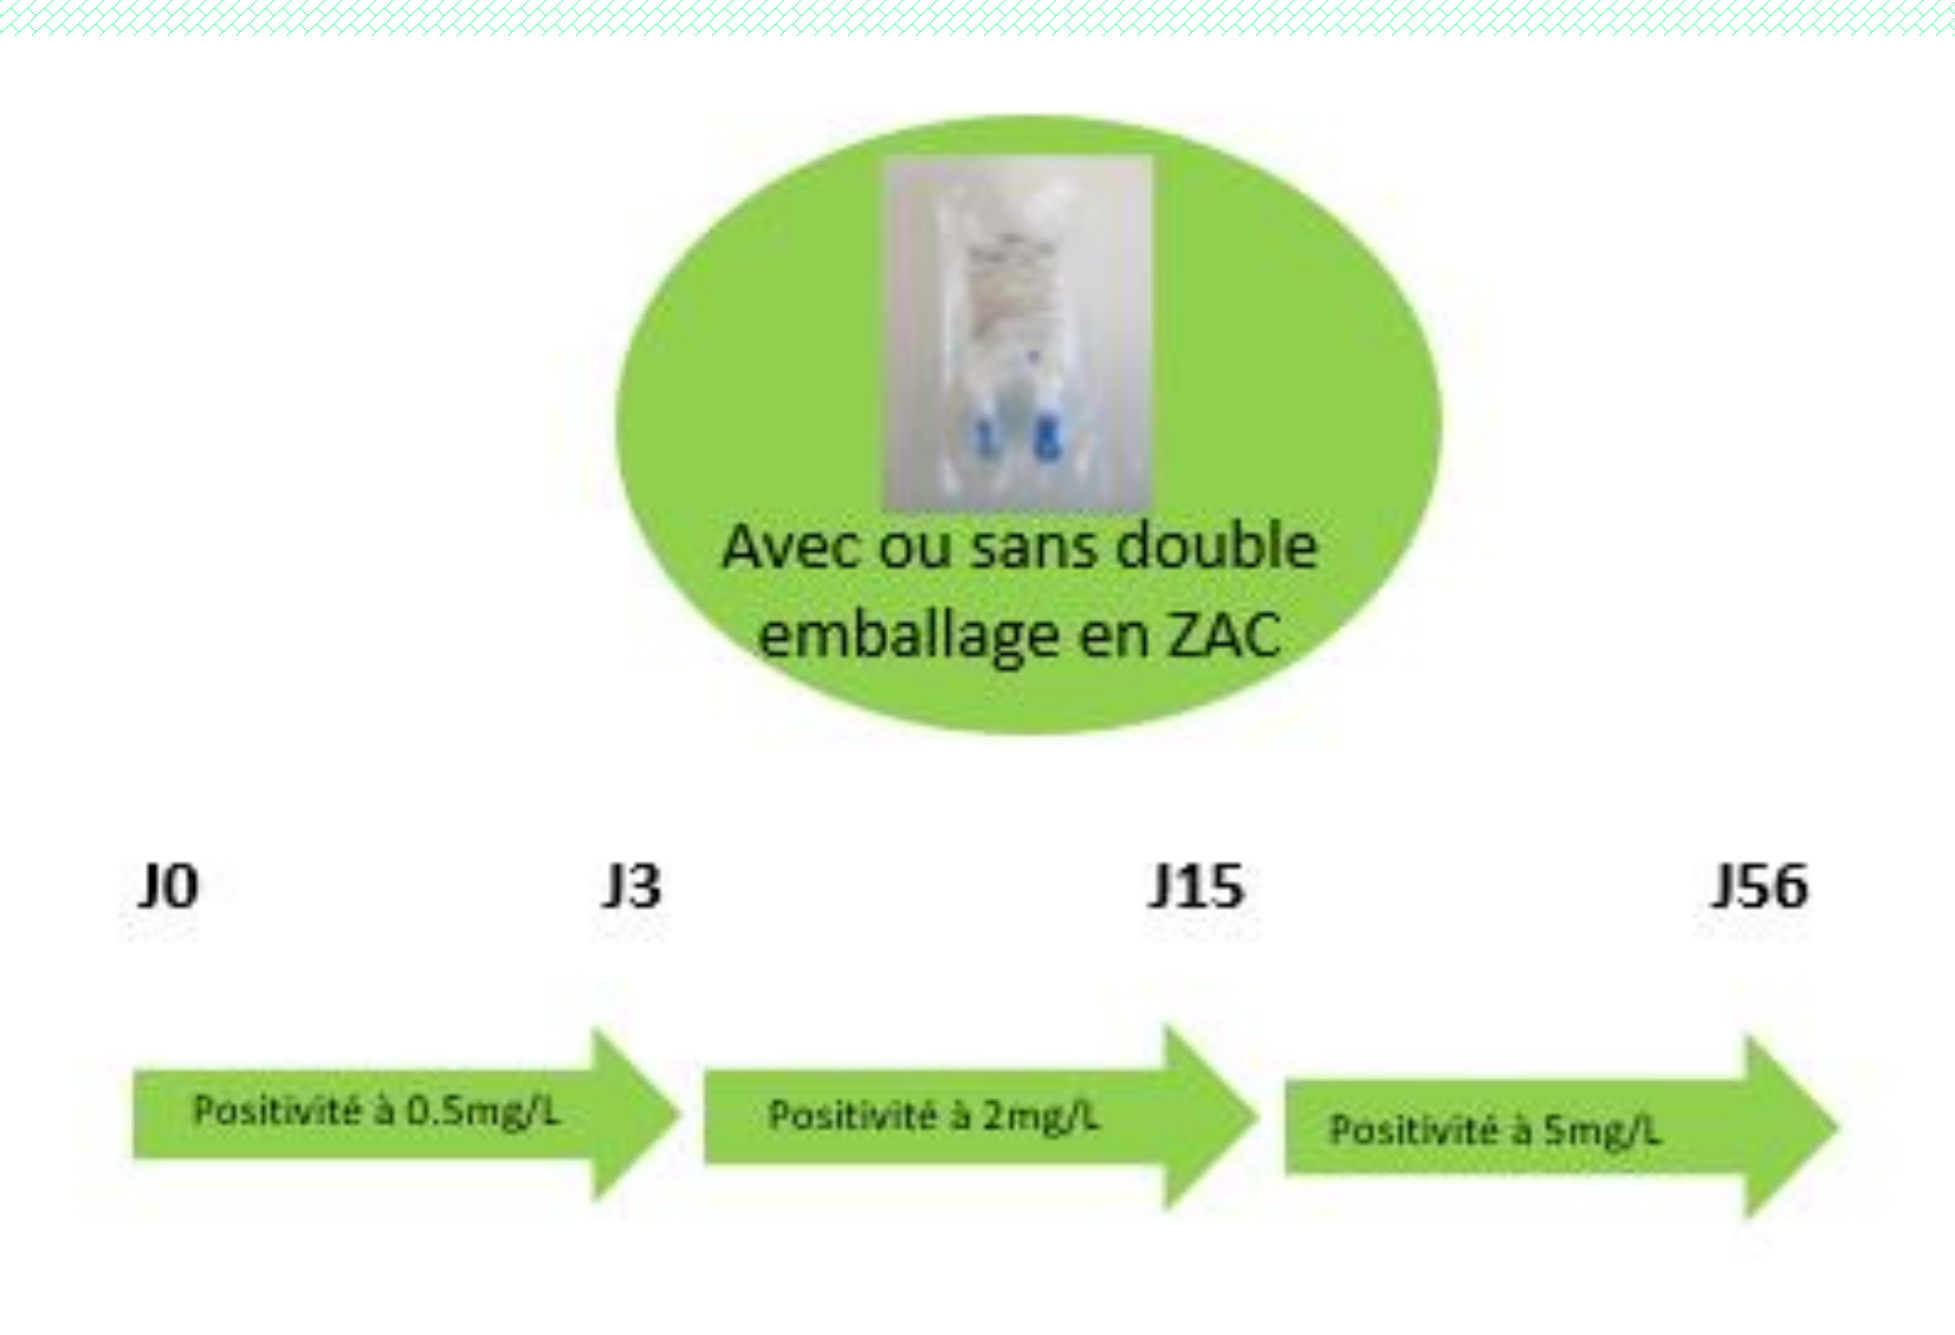 Avec ou sans double
emballage en ZAC
J0 J3 J15 J56
Positivité à 0.5mg/L Positivité à 2mg/L Positivité à 5mg/L